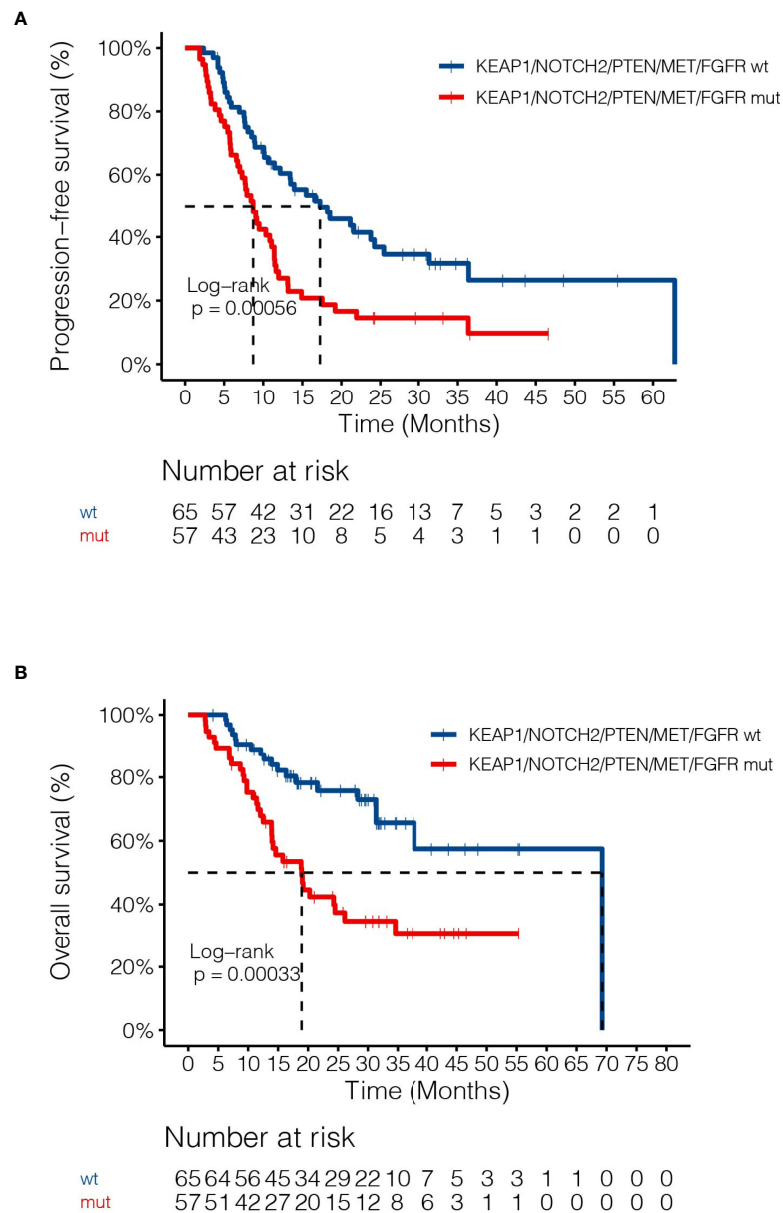 A
Progression–free survival (%)
100%
80%
60%
40%
20%
0%
KEAP1/NOTCH2/PTEN/MET/FGFR wt
KEAP1/NOTCH2/PTEN/MET/FGFR mut
Log–rank
p = 0.00056
0 5 10 15 20 25 30 35 40 45 50 55 60
Time (Months)
Number at risk
wt 65 57 42 31 22 16 13 7 5 3 2 2 1
mut 57 43 23 10 8 5 4 3 1 1 0 0 0
B
Overall survival (%)
100%
80%
60%
40%
20%
0%
KEAP1/NOTCH2/PTEN/MET/FGFR wt
KEAP1/NOTCH2/PTEN/MET/FGFR mut
Log–rank
p = 0.00033
0 5 10 15 20 25 30 35 40 45 50 55 60 65 70 75 80
Time (Months)
Number at risk
wt 65 64 56 45 34 29 22 10 7 5 3 3 1 1 0 0 0
mut 57 51 42 27 20 15 12 8 6 3 1 1 0 0 0 0 0